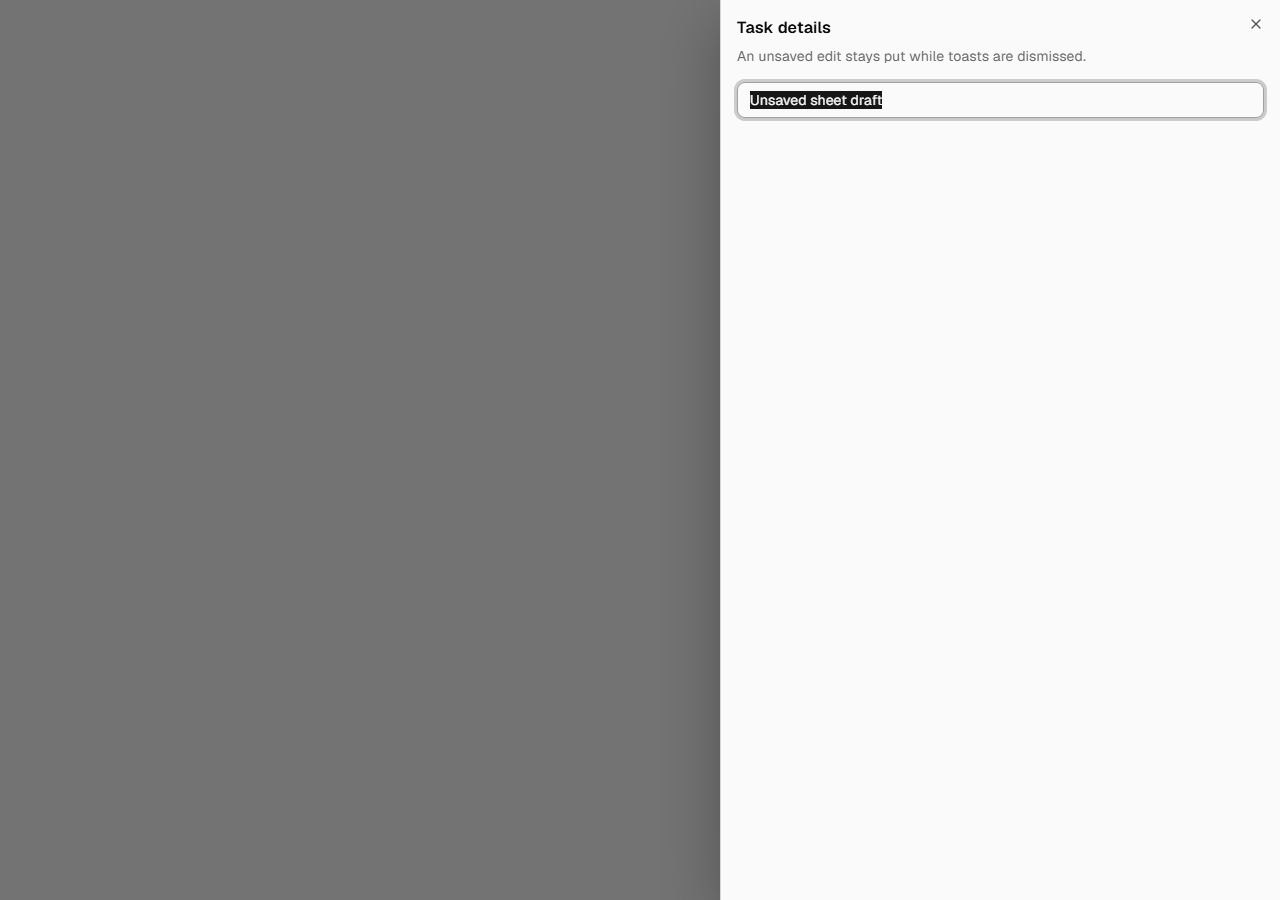 Task details
An unsaved edit stays put while toasts are dismissed.
Unsaved sheet draft